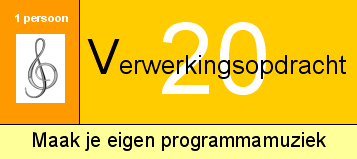 1 persoon
20
Verwerkingsopdracht
Maak je eigen programmamuziek